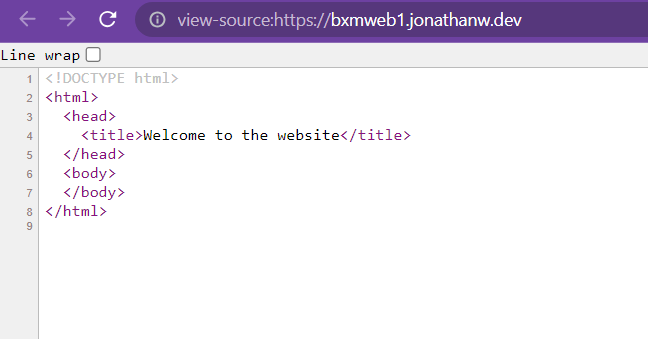 view-source:https://bxmweb1.jonathanw.dev
Line wrap
1 <!DOCTYPE html>
2 <html>
3   <head>
4     <title>Welcome to the website</title>
5   </head>
6   <body>
7   </body>
8 </html>
9